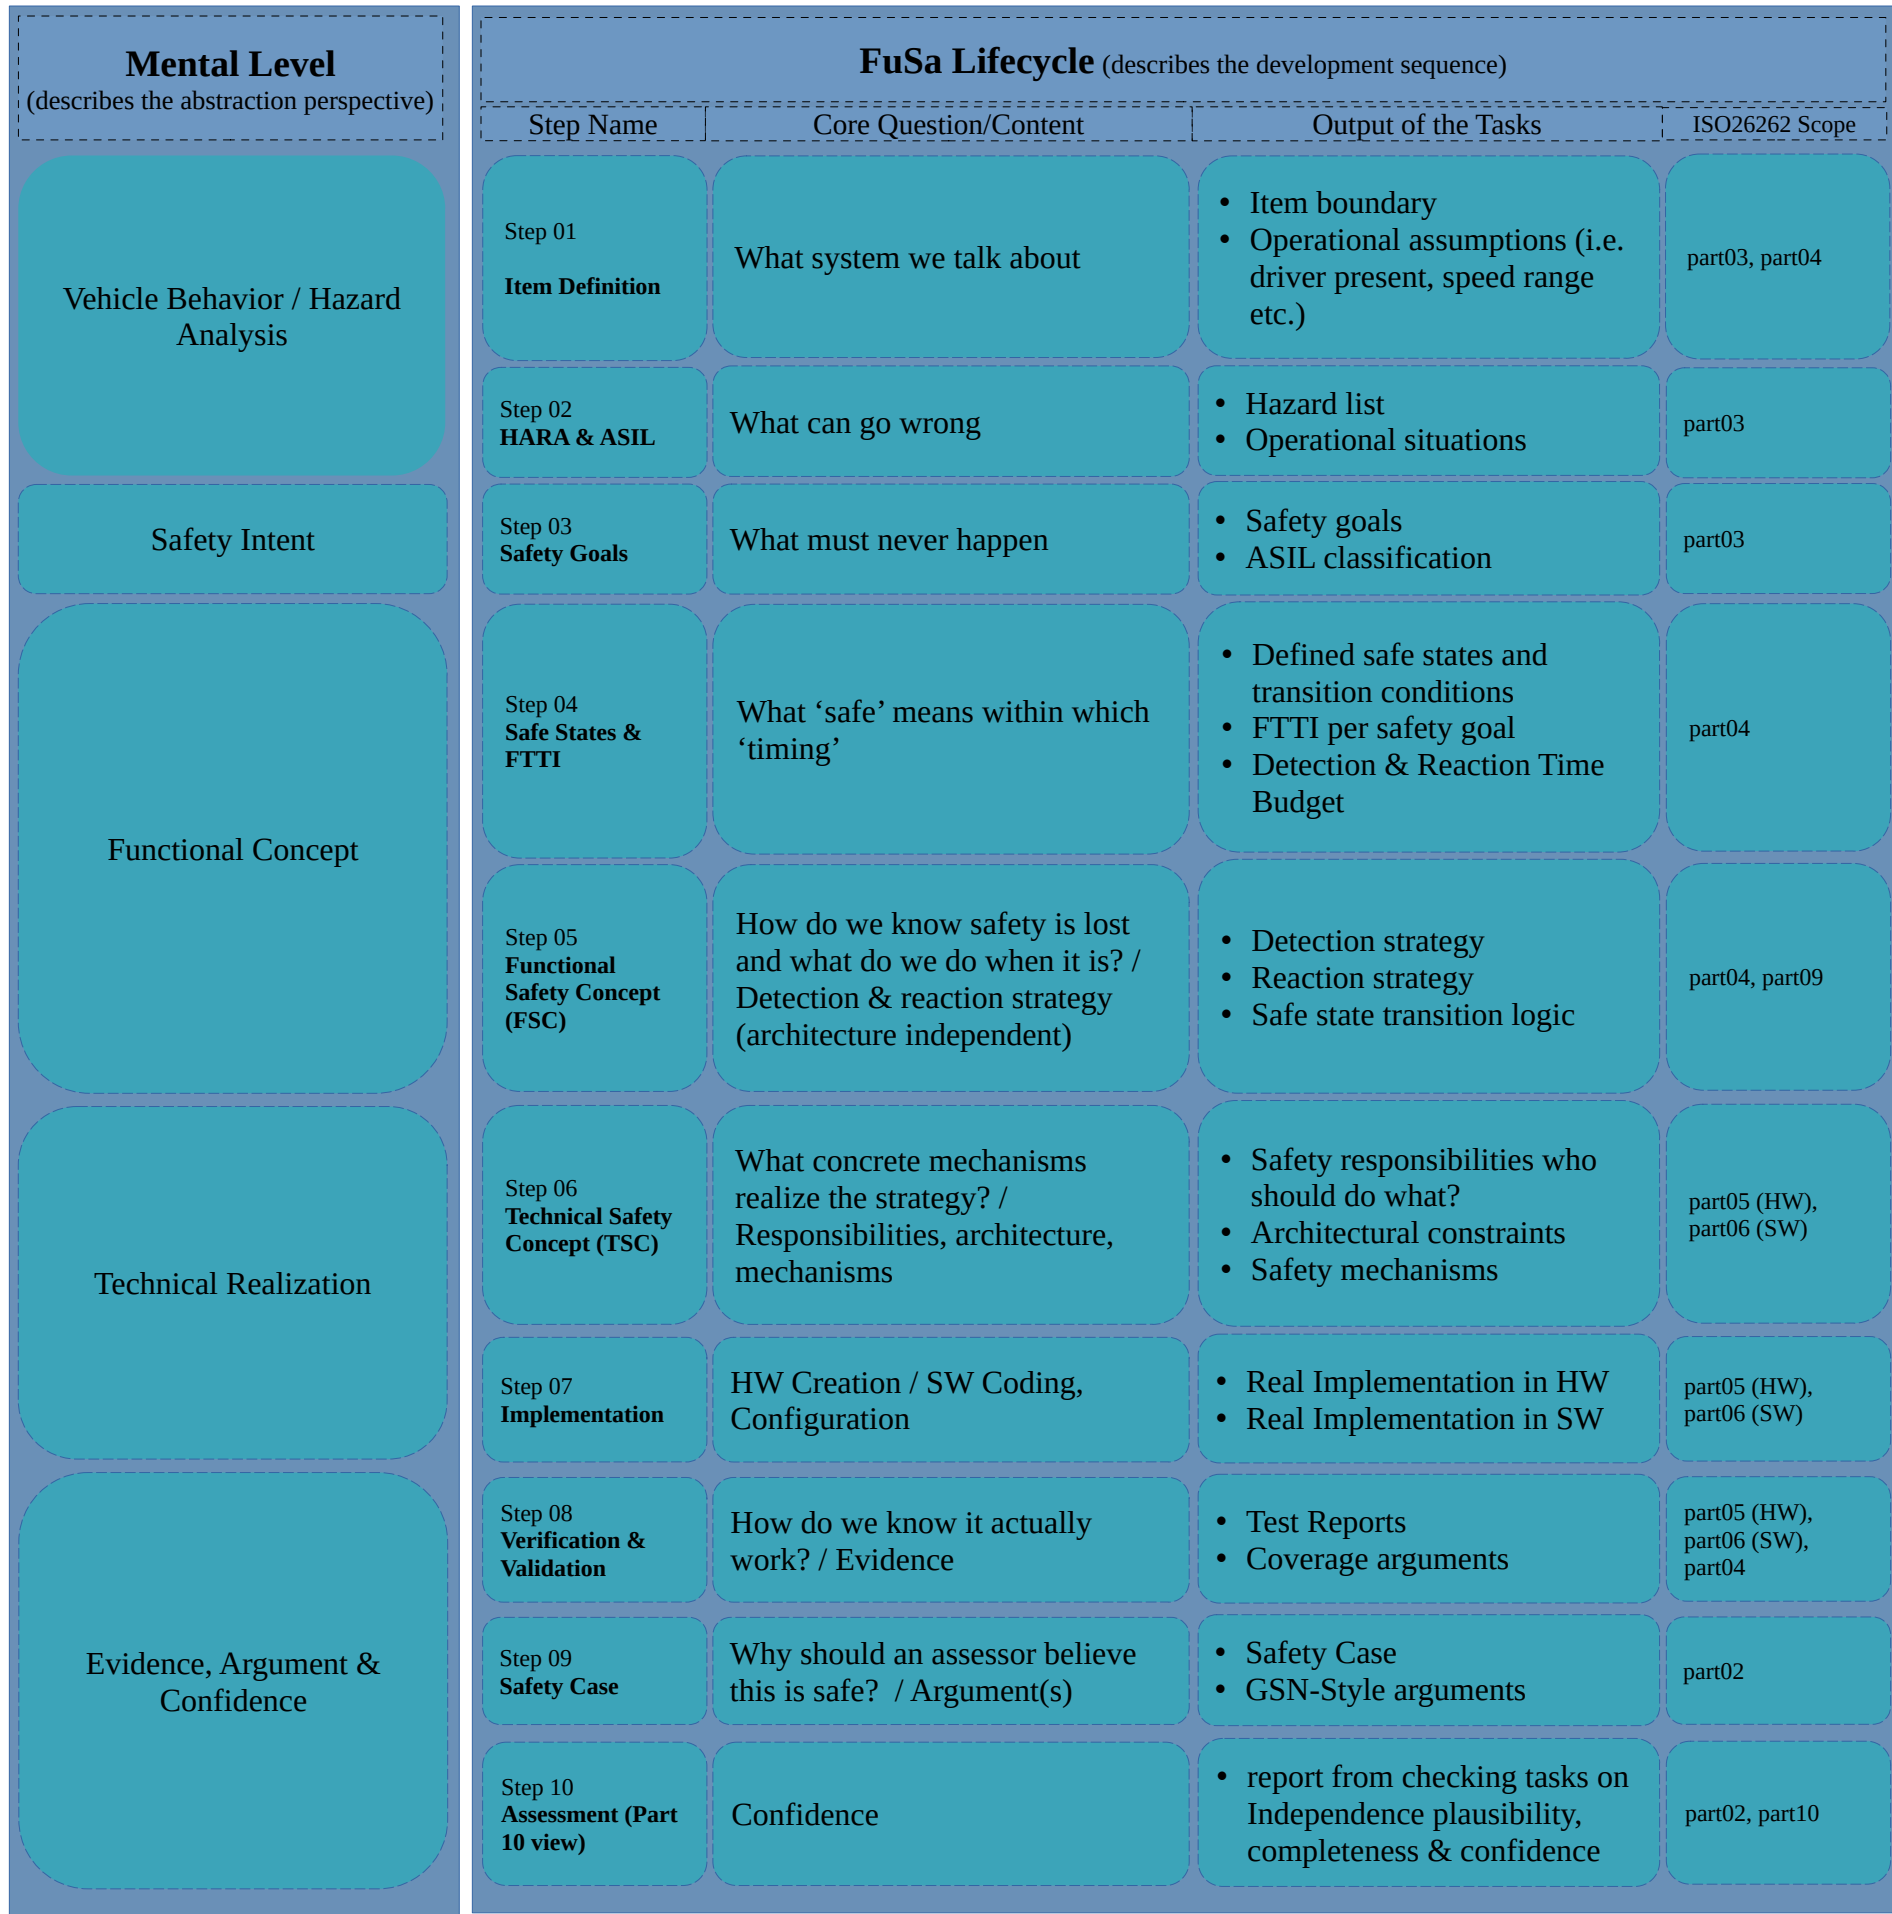 Mental Level
(describes the abstraction perspective)
FuSa Lifecycle (describes the development sequence)
Step Name
Core Question/Content
Output of the Tasks
ISO26262 Scope
Vehicle Behavior / Hazard
Analysis
Step 01
Item Definition
What system we talk about
• Item boundary
• Operational assumptions (i.e.
driver present, speed range
etc.)
part03, part04
Step 02
HARA & ASIL
What can go wrong
• Hazard list
• Operational situations
part03
Safety Intent
Step 03
Safety Goals
What must never happen
• Safety goals
• ASIL classification
part03
Functional Concept
Step 04
Safe States &
FTTI
What ‘safe’ means within which
‘timing’
• Defined safe states and
transition conditions
• FTTI per safety goal
• Detection & Reaction Time
Budget
part04
Step 05
Functional
Safety Concept
(FSC)
How do we know safety is lost
and what do we do when it is? /
Detection & reaction strategy
(architecture independent)
• Detection strategy
• Reaction strategy
• Safe state transition logic
part04, part09
Technical Realization
Step 06
Technical Safety
Concept (TSC)
What concrete mechanisms
realize the strategy? /
Responsibilities, architecture,
mechanisms
• Safety responsibilities who
should do what?
• Architectural constraints
• Safety mechanisms
part05 (HW),
part06 (SW)
Step 07
Implementation
HW Creation / SW Coding,
Configuration
• Real Implementation in HW
• Real Implementation in SW
part05 (HW),
part06 (SW)
Evidence, Argument &
Confidence
Step 08
Verification &
Validation
How do we know it actually
work? / Evidence
• Test Reports
• Coverage arguments
part05 (HW),
part06 (SW),
part04
Step 09
Safety Case
Why should an assessor believe
this is safe?  / Argument(s)
• Safety Case
• GSN-Style arguments
part02
Step 10
Assessment (Part
10 view)
Confidence
• report from checking tasks on
Independence plausibility,
completeness & confidence
part02, part10